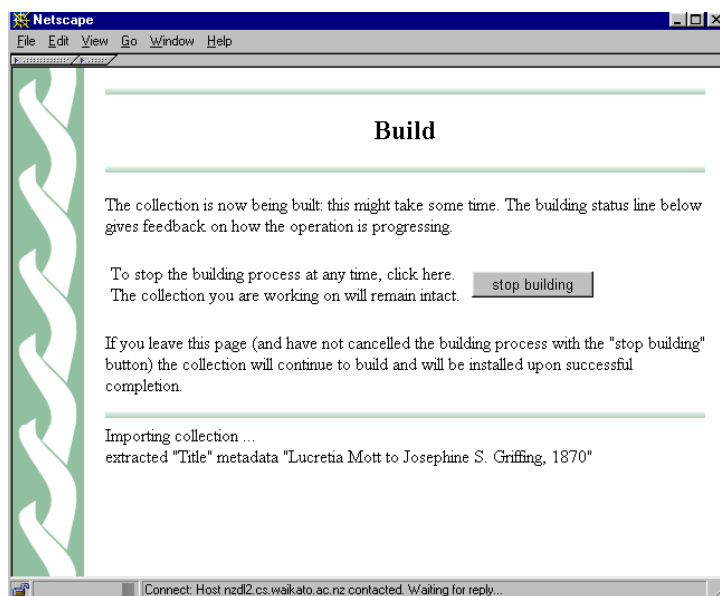 Netscape
File Edit View Go Window Help
Build
The collection is now being built: this might take some time. The building status line below
gives feedback on how the operation is progressing.
To stop the building process at any time, click here.
The collection you are working on will remain intact.
stop building
If you leave this page (and have not cancelled the building process with the "stop building"
button) the collection will continue to build and will be installed upon successful
completion.
Importing collection ...
extracted "Title" metadata "Lucretia Mott to Josephine S. Griffing, 1870"
Connect: Host nzdl2.cs.waikato.ac.nz contacted. Waiting for reply...